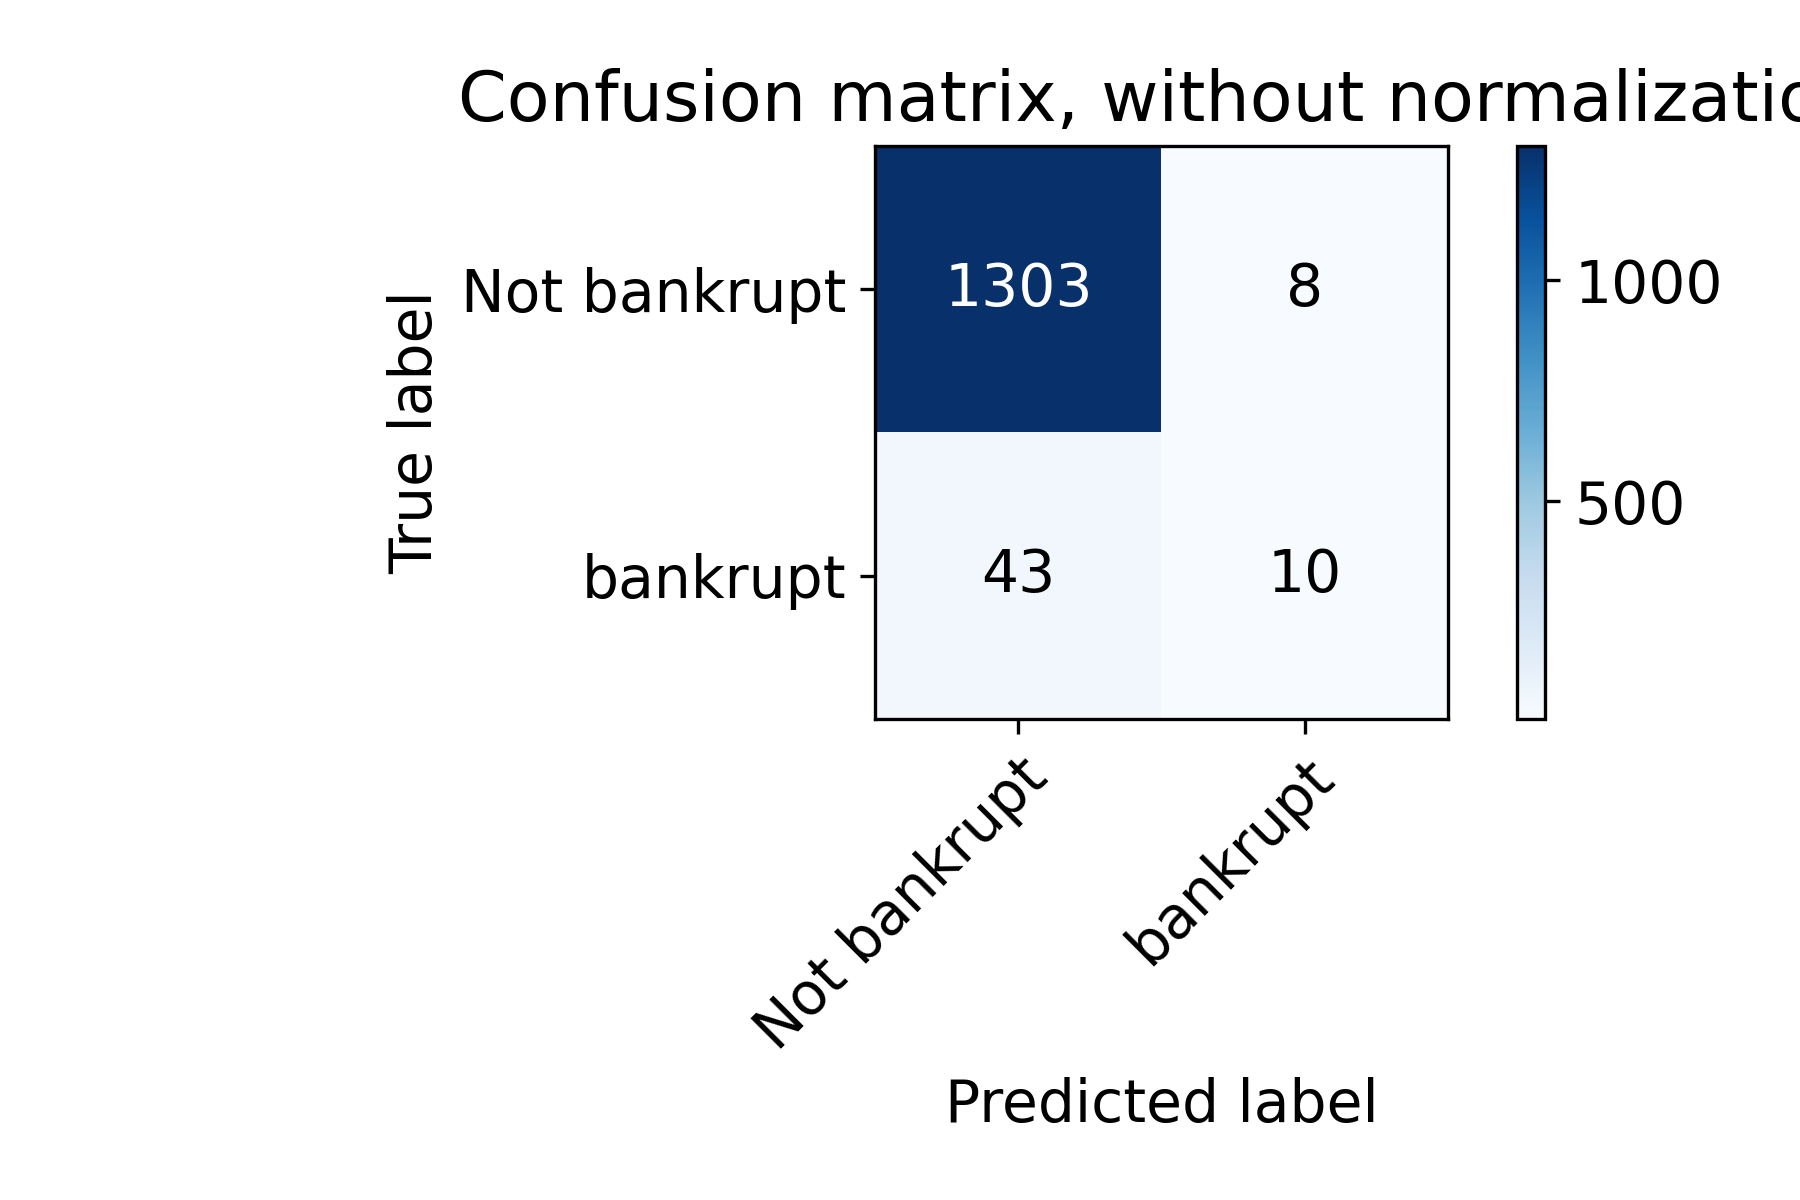 Confusion matrix, without normalizatio
True label
Not bankrupt
1303
8
1000
500
bankrupt
43
10
Not bankrupt
bankrupt
Predicted label